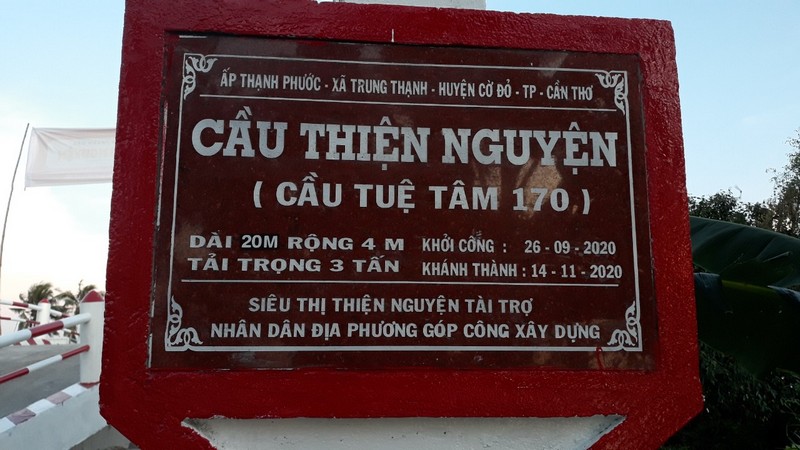 ẤP THẠNH PHƯỚC - XÃ TRUNG THẠNH - HUYỆN CỜ ĐỎ - TP - CẦN THƠ
CẦU THIỆN NGUYỆN
( CẦU TUỆ TÂM 170 )
DÀI 20M RỘNG 4 M KHỞI CÔNG : 26 - 09 - 2020
TẢI TRỌNG 3 TẤN KHÁNH THÀNH : 14 - 11 - 2020
SIÊU THỊ THIỆN NGUYỆN TÀI TRỢ
NHÂN DÂN ĐỊA PHƯƠNG GÓP CÔNG XÂY DỰNG